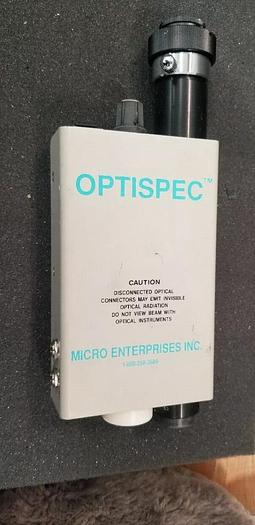 OPTISPEC™
CAUTION
DISCONNECTED OPTICAL
CONNECTORS MAY EMIT INVISIBLE
OPTICAL RADIATION
DO NOT VIEW BEAM WITH
OPTICAL INSTRUMENTS
MICRO ENTERPRISES INC.